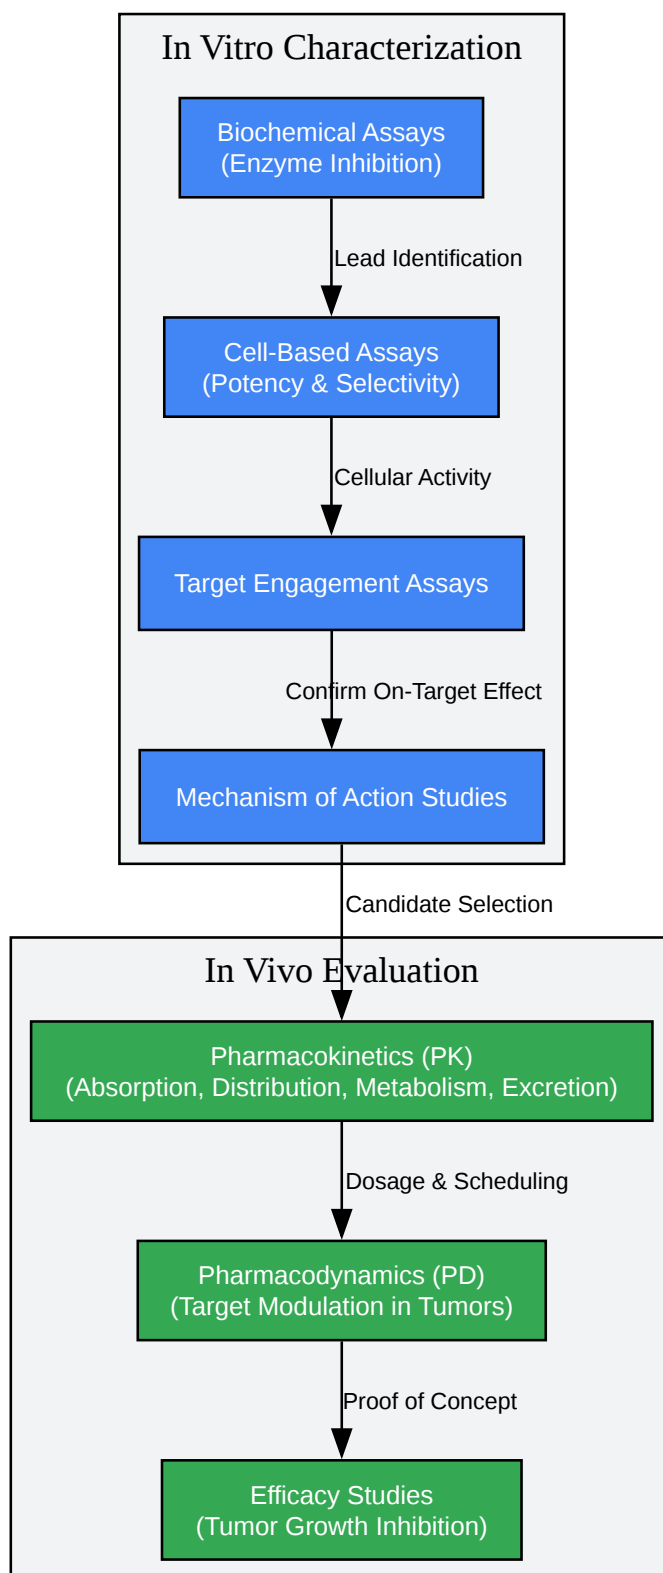 In Vitro Characterization
Biochemical Assays
(Enzyme Inhibition)
Lead Identification
Cell-Based Assays
(Potency & Selectivity)
Cellular Activity
Target Engagement Assays
Confirm On-Target Effect
Mechanism of Action Studies
Candidate Selection
In Vivo Evaluation
Pharmacokinetics (PK)
(Absorption, Distribution, Metabolism, Excretion)
Dosage & Scheduling
Pharmacodynamics (PD)
(Target Modulation in Tumors)
Proof of Concept
Efficacy Studies
(Tumor Growth Inhibition)